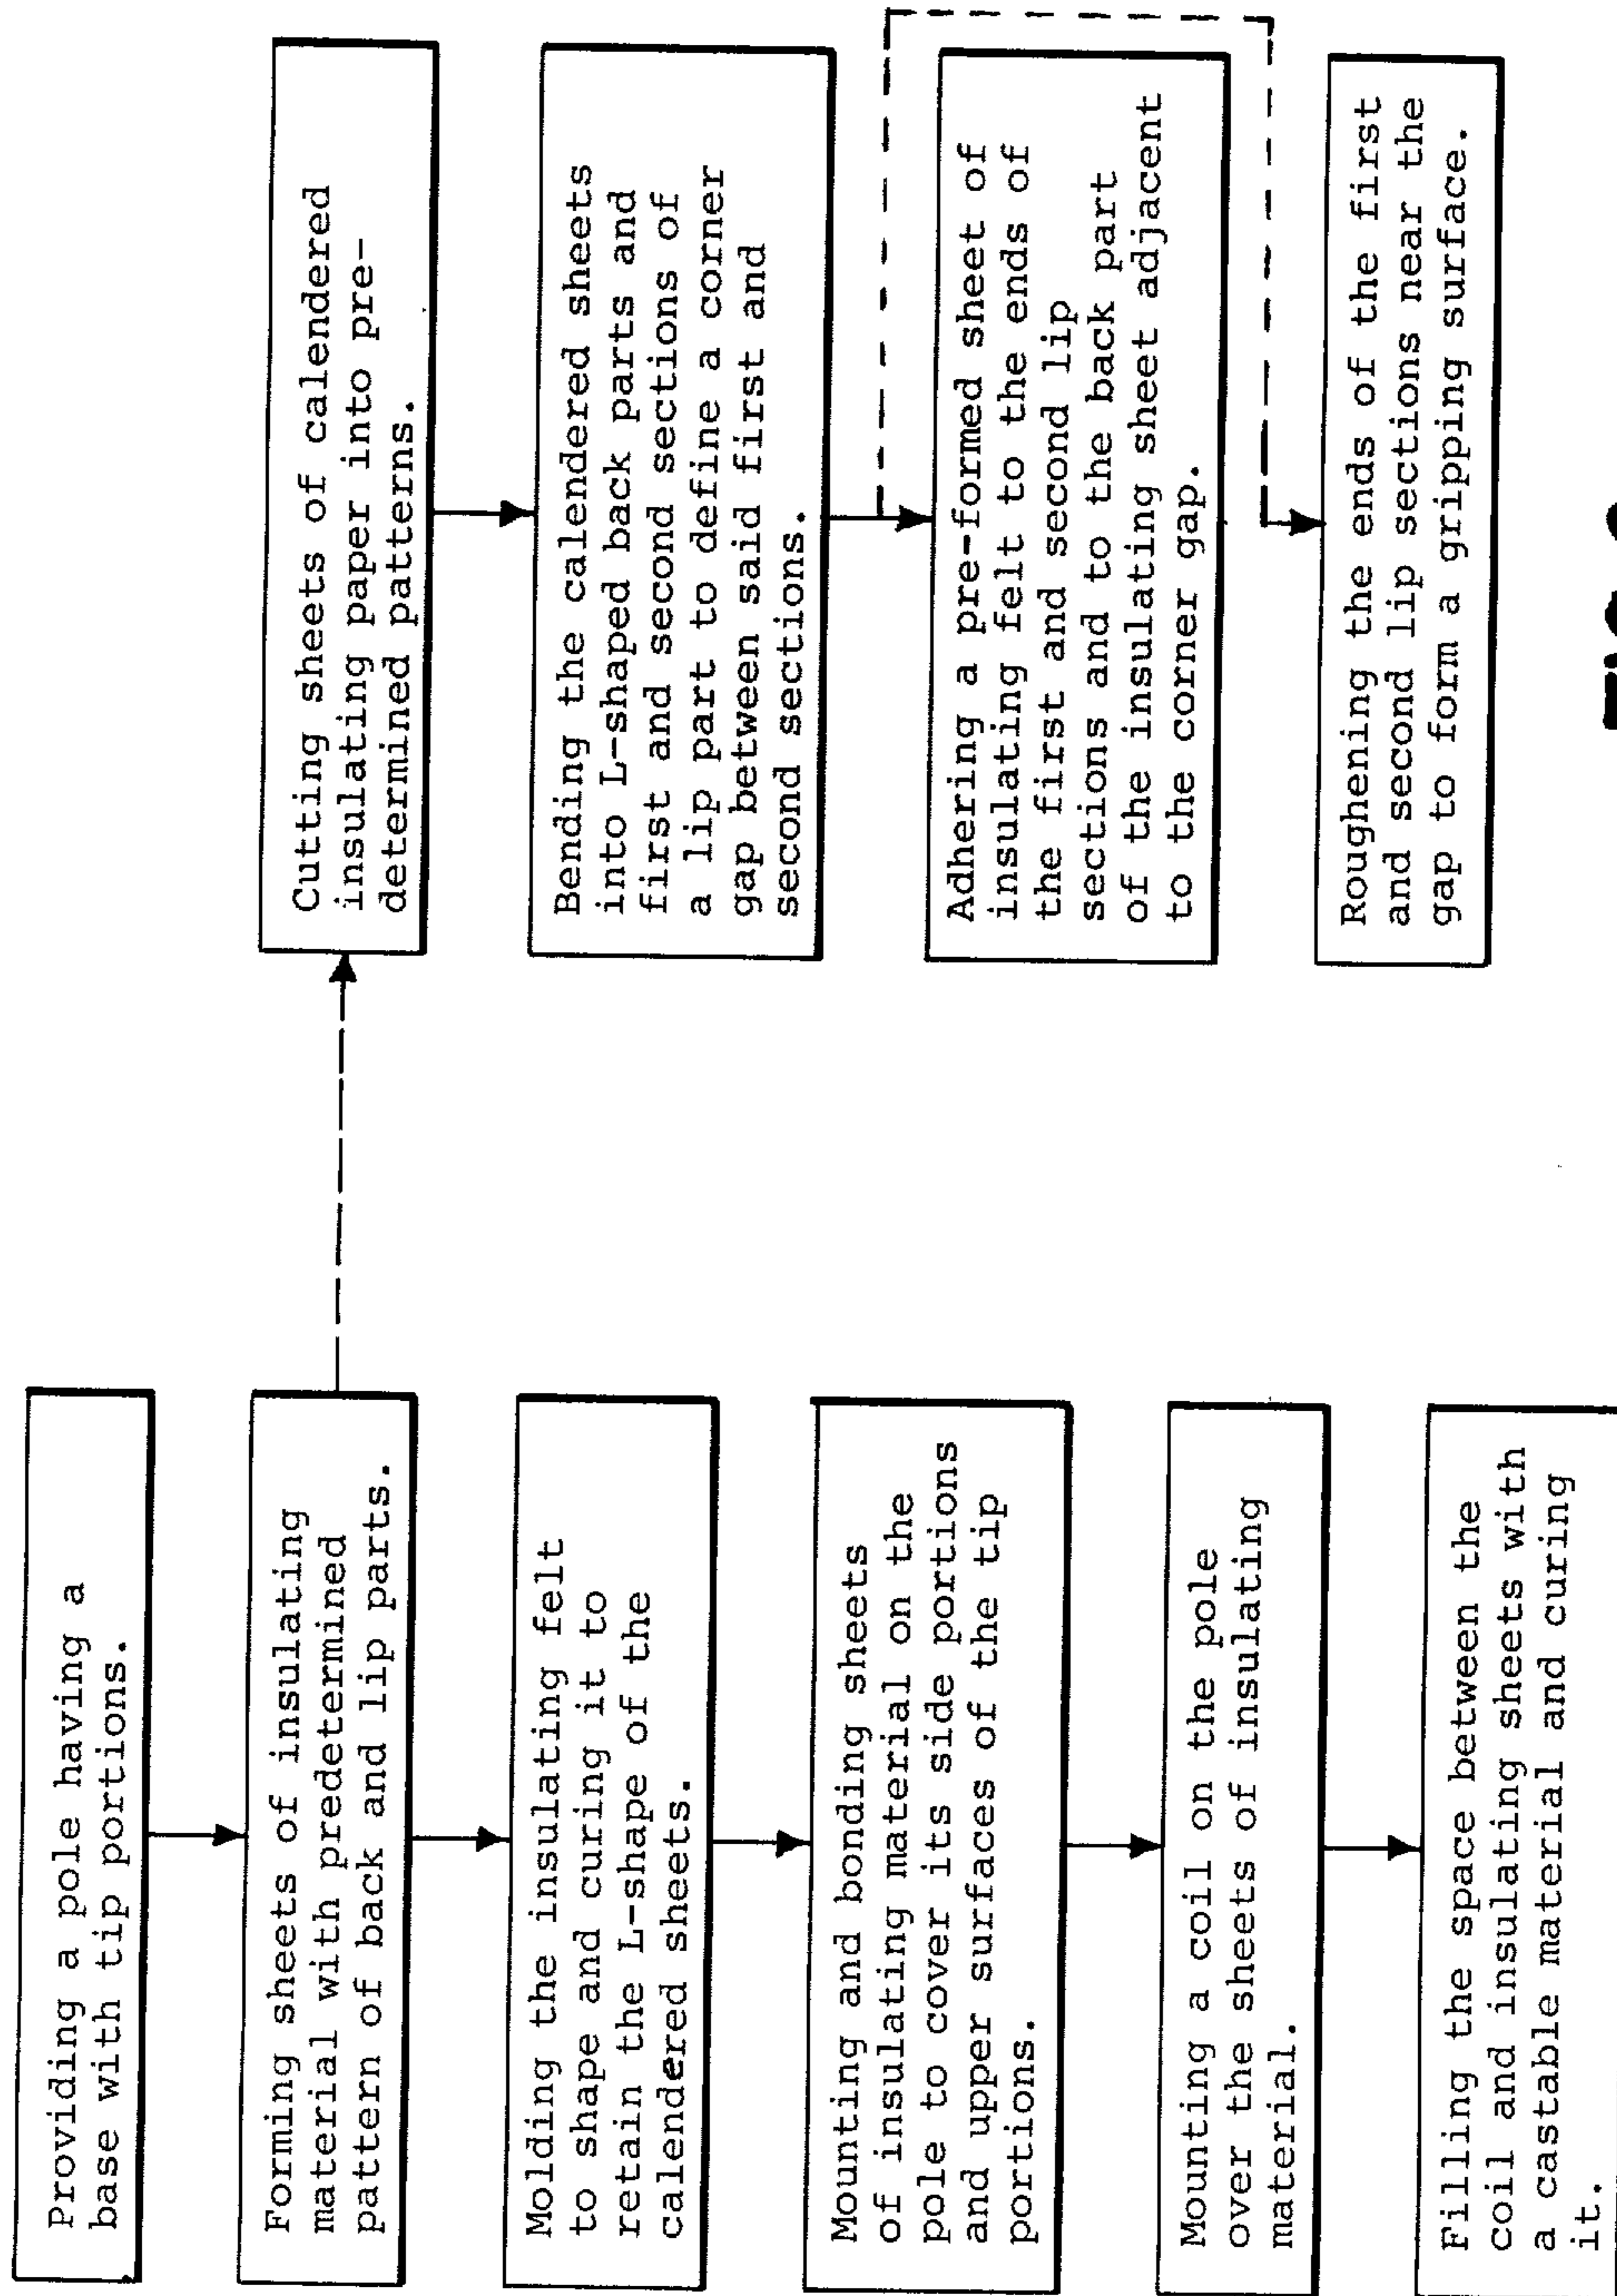 Providing a pole having a
base with tip portions.
Forming sheets of insulating
material with predetermined
pattern of back and lip parts.
Molding the insulating felt
to shape and curing it to
retain the L-shape of the
calendered sheets.
Mounting and bonding sheets
of insulating material on the
pole to cover its side portions
and upper surfaces of the tip
portions.
Mounting a coil on the pole
over the sheets of insulating
material.
Filling the space between the
coil and insulating sheets with
a castable material and curing
it.
Cutting sheets of calendered
insulating paper into pre-
determined patterns.
Bending the calendered sheets
into L-shaped back parts and
first and second sections of
a lip part to define a corner
gap between said first and
second sections.
Adhering a pre-formed sheet of
insulating felt to the ends of
the first and second lip
sections and to the back part
of the insulating sheet adjacent
to the corner gap.
Roughening the ends of the first
and second lip sections near the
gap to form a gripping surface.